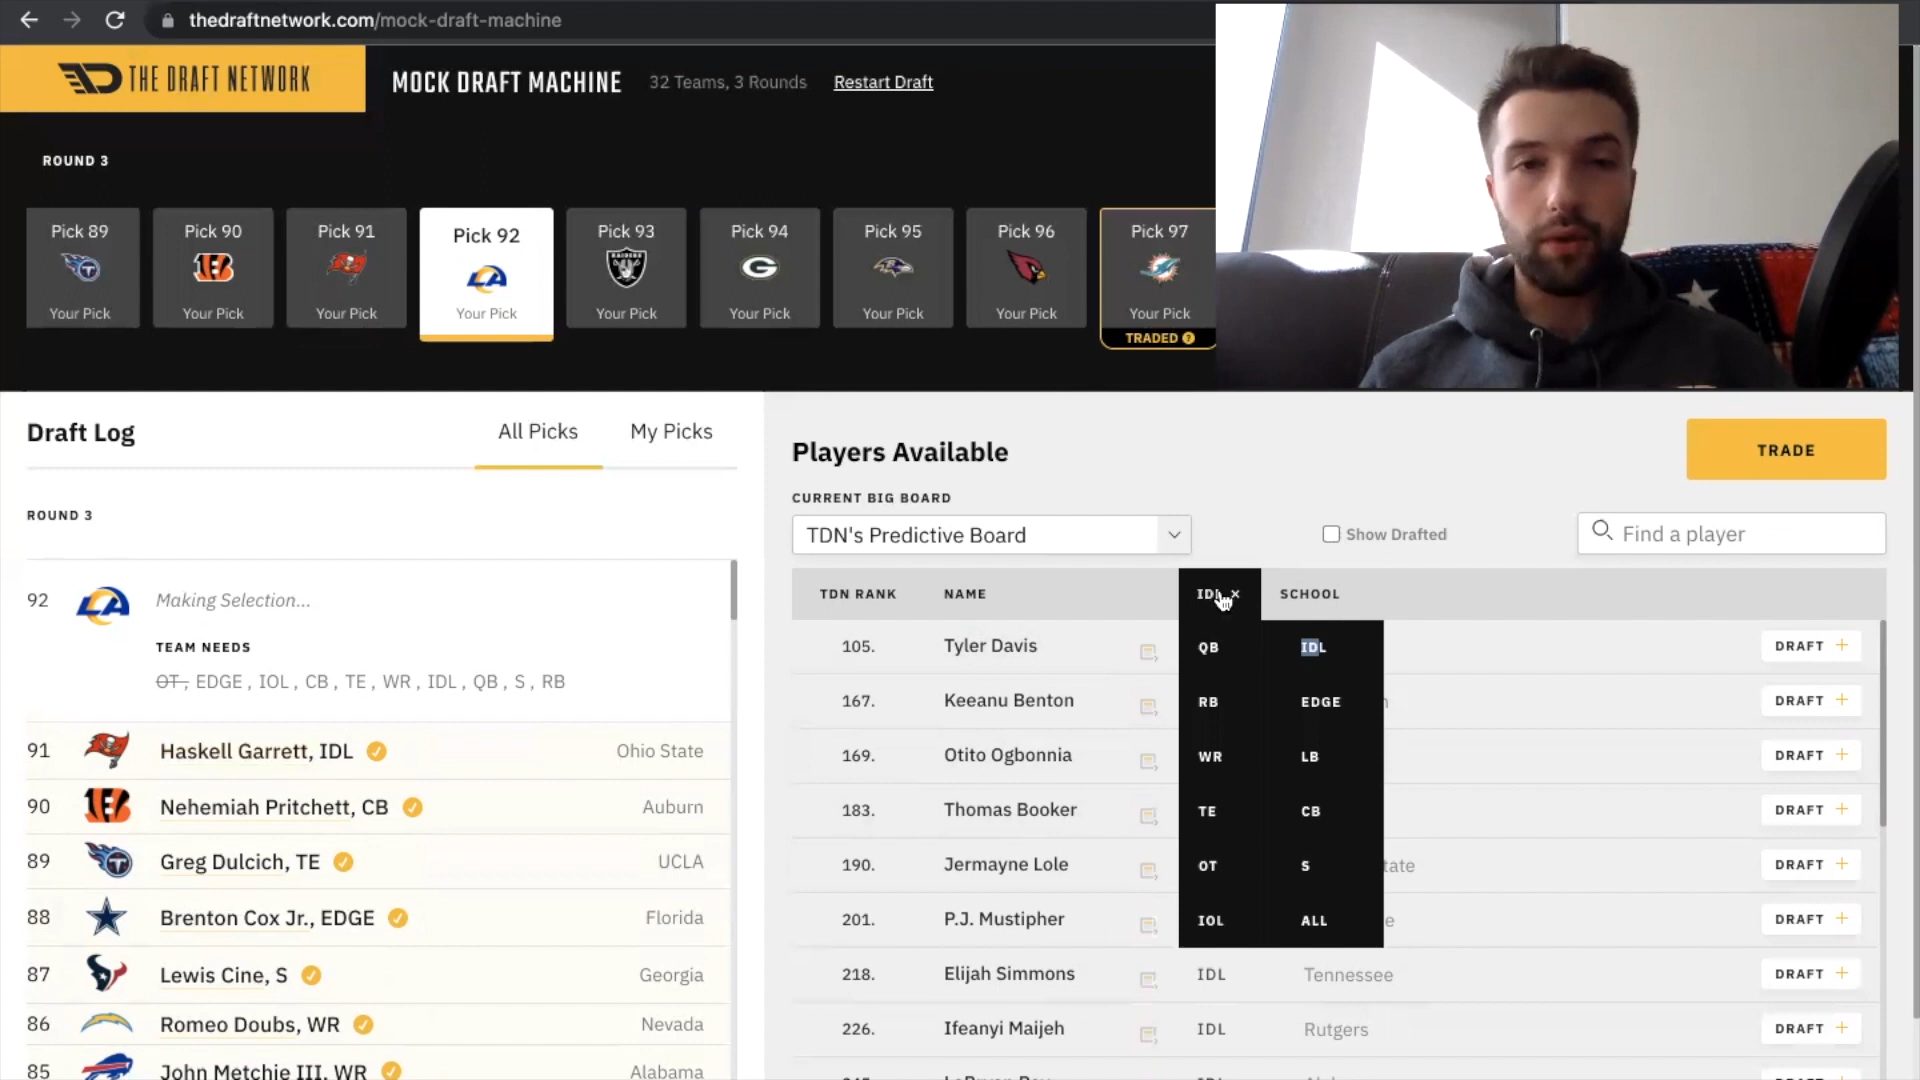 thedraftnetwork.com/mock-draft-machine
THE DRAFT NETWORK
MOCK DRAFT MACHINE
32 Teams, 3 Rounds
Restart Draft
ROUND 3
Pick 89
Your Pick
Pick 90
Your Pick
Pick 91
Your Pick
Pick 92
LA
Your Pick
Pick 93
RAIDERS
Your Pick
Pick 94
G
Your Pick
Pick 95
Your Pick
Pick 96
Your Pick
Pick 97
Your Pick
TRADED ?
Draft Log
All Picks
My Picks
ROUND 3
92
LA
Making Selection...
TEAM NEEDS
OT, EDGE, IOL, CB, TE, WR, IDL, QB, S, RB
91 Haskell Garrett, IDL Ohio State
90 Nehemiah Pritchett, CB Auburn
89 Greg Dulcich, TE UCLA
88 Brenton Cox Jr., EDGE Florida
87 Lewis Cine, S Georgia
86 Romeo Doubs, WR Nevada
85 John Metchie III, WR Alabama
Players Available
TRADE
CURRENT BIG BOARD
TDN's Predictive Board
Show Drafted
Find a player
TDN RANK NAME IDL × SCHOOL
105. Tyler Davis DRAFT +
167. Keeanu Benton DRAFT +
169. Otito Ogbonnia DRAFT +
183. Thomas Booker DRAFT +
190. Jermayne Lole tate DRAFT +
201. P.J. Mustipher e DRAFT +
218. Elijah Simmons IDL Tennessee DRAFT +
226. Ifeanyi Maijeh IDL Rutgers DRAFT +
QB IDL
RB EDGE
WR LB
TE CB
OT S
IOL ALL